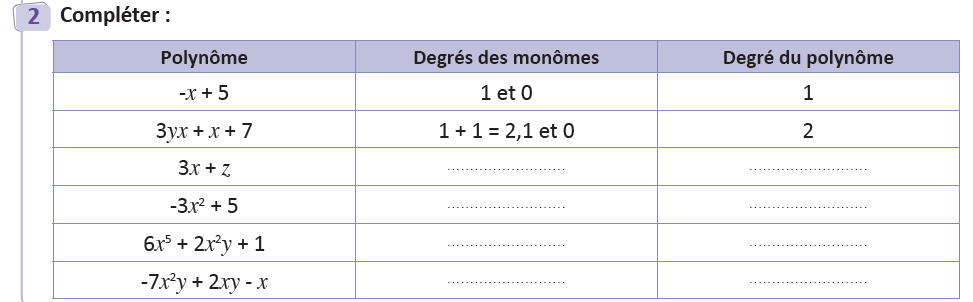 2 Compléter :
Polynôme Degrés des monômes Degré du polynôme
-x + 5 1 et 0 1
3yx + x + 7 1 + 1 = 2,1 et 0 2
3x + z ........................... ...........................
-3x² + 5 ........................... ...........................
6x⁵ + 2x²y + 1 ........................... ...........................
-7x²y + 2xy - x ........................... ...........................